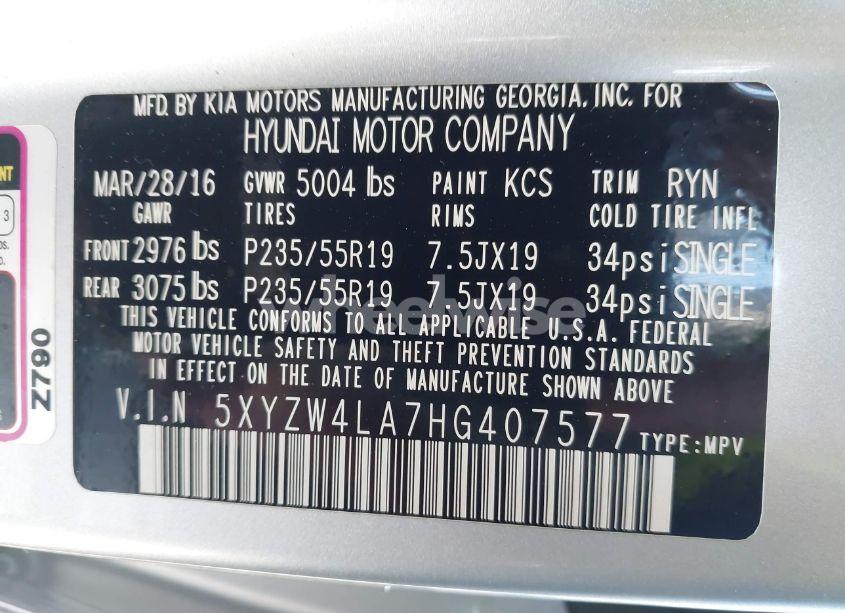 MFD. BY KIA MOTORS MANUFACTURING GEORGIA, INC. FOR
HYUNDAI MOTOR COMPANY
MAR/28/16 GVWR 5004 lbs PAINT KCS TRIM RYN
GAWR TIRES RIMS COLD TIRE INFL
FRONT 2976 lbs P235/55R19 7.5JX19 34psi SINGLE
REAR 3075 lbs P235/55R19 7.5JX19 34psi SINGLE
THIS VEHICLE CONFORMS TO ALL APPLICABLE U.S.A. FEDERAL
MOTOR VEHICLE SAFETY AND THEFT PREVENTION STANDARDS
IN EFFECT ON THE DATE OF MANUFACTURE SHOWN ABOVE
V.I.N 5XYZW4LA7HG407577 TYPE:MPV
Z790
3